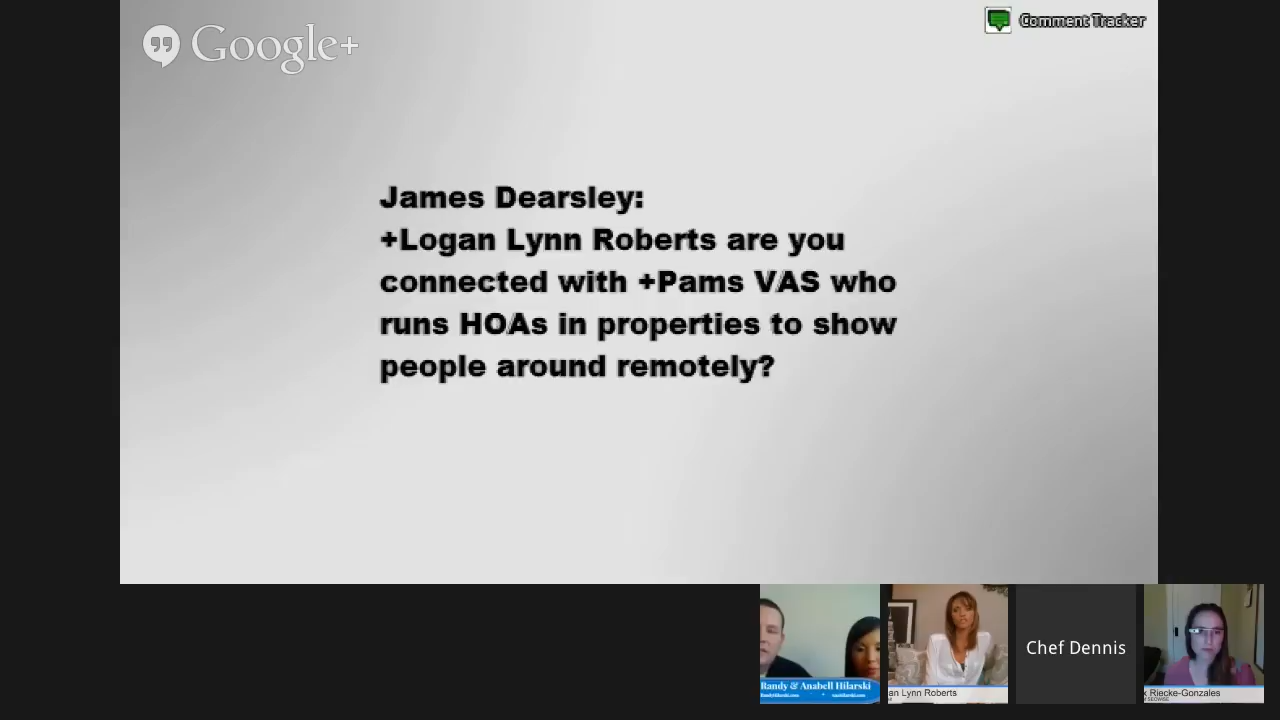 Google+
Comment Tracker
James Dearsley:
+Logan Lynn Roberts are you
connected with +Pams VAS who
runs HOAs in properties to show
people around remotely?
Randy & Anabell Hilarski
an Lynn Roberts
Chef Dennis
x Riecke-Gonzales